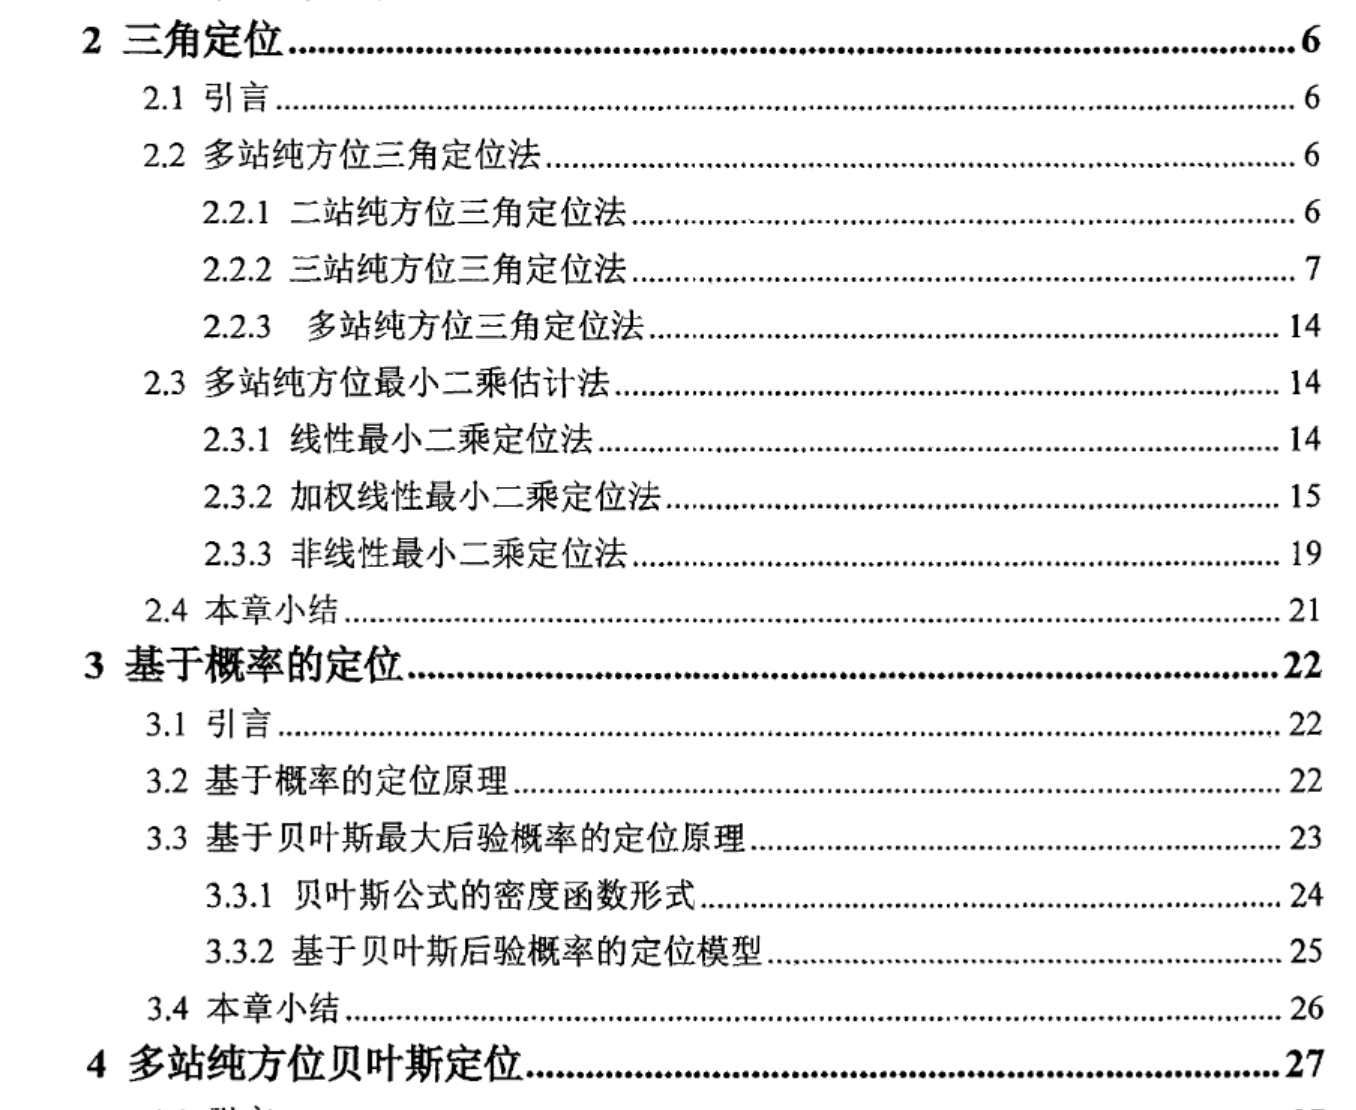 2 三角定位........................................6
2.1 引言........................................6
2.2 多站纯方位三角定位法........................................6
2.2.1 二站纯方位三角定位法........................................6
2.2.2 三站纯方位三角定位法........................................7
2.2.3 多站纯方位三角定位法........................................14
2.3 多站纯方位最小二乘估计法........................................14
2.3.1 线性最小二乘定位法........................................14
2.3.2 加权线性最小二乘定位法........................................15
2.3.3 非线性最小二乘定位法........................................19
2.4 本章小结........................................21
3 基于概率的定位........................................22
3.1 引言........................................22
3.2 基于概率的定位原理........................................22
3.3 基于贝叶斯最大后验概率的定位原理........................................23
3.3.1 贝叶斯公式的密度函数形式........................................24
3.3.2 基于贝叶斯后验概率的定位模型........................................25
3.4 本章小结........................................26
4 多站纯方位贝叶斯定位........................................27